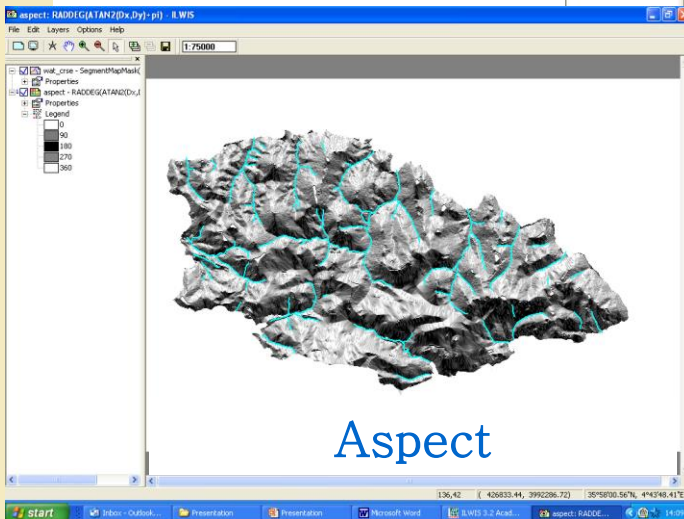 aspect: RADDEG(ATAN2(Dx,Dy)+pi) - ILWIS
File Edit Layers Options Help
1:75000
wat_crse - SegmentMapMask(
Properties
aspect - RADDEG(ATAN2(Dx,
Properties
Legend
0
90
180
270
360
Aspect
136,42 ( 426833.44, 3992286.72) 35°58'00.56"N, 4°43'48.41"E
start Inbox - Outlook... Presentation Presentation Microsoft Word ILWIS 3.2 Acad... aspect: RADDE... 14:09